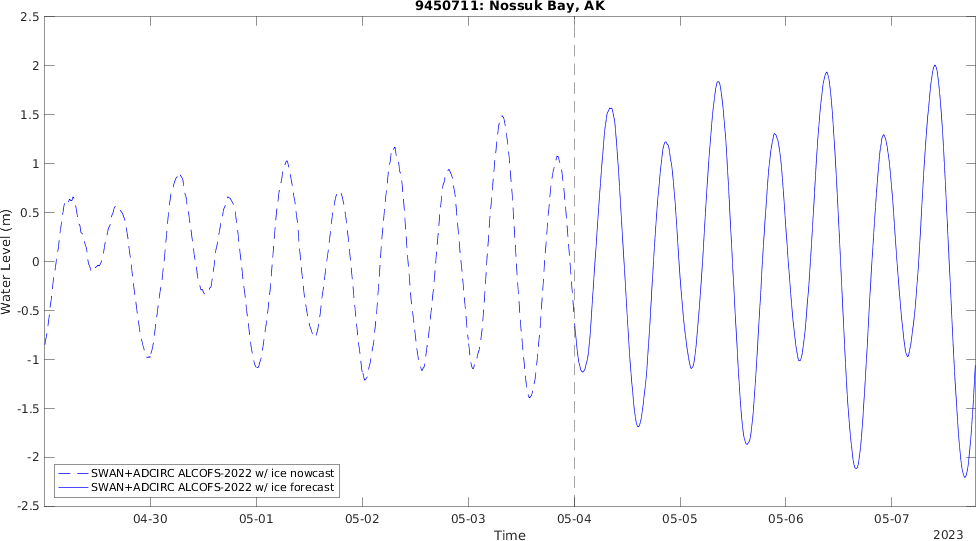 9450711: Nossuk Bay, AK
2.5
2
1.5
1
0.5
0
-0.5
-1
-1.5
-2
-2.5
Water Level (m)
SWAN+ADCIRC ALCOFS-2022 w/ ice nowcast
SWAN+ADCIRC ALCOFS-2022 w/ ice forecast
04-30 05-01 05-02 05-03 05-04 05-05 05-06 05-07
Time
2023